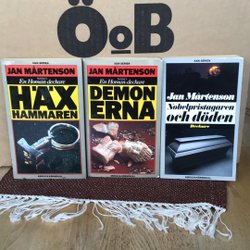 ÖoB
JAN MÅRTENSON
En Homan-deckare
HÄX
HAMMAREN
JAN MÅRTENSON
En Homan-deckare
DEMON
ERNA
Jan Mårtenson
Nobelpristagaren
och döden
Deckare